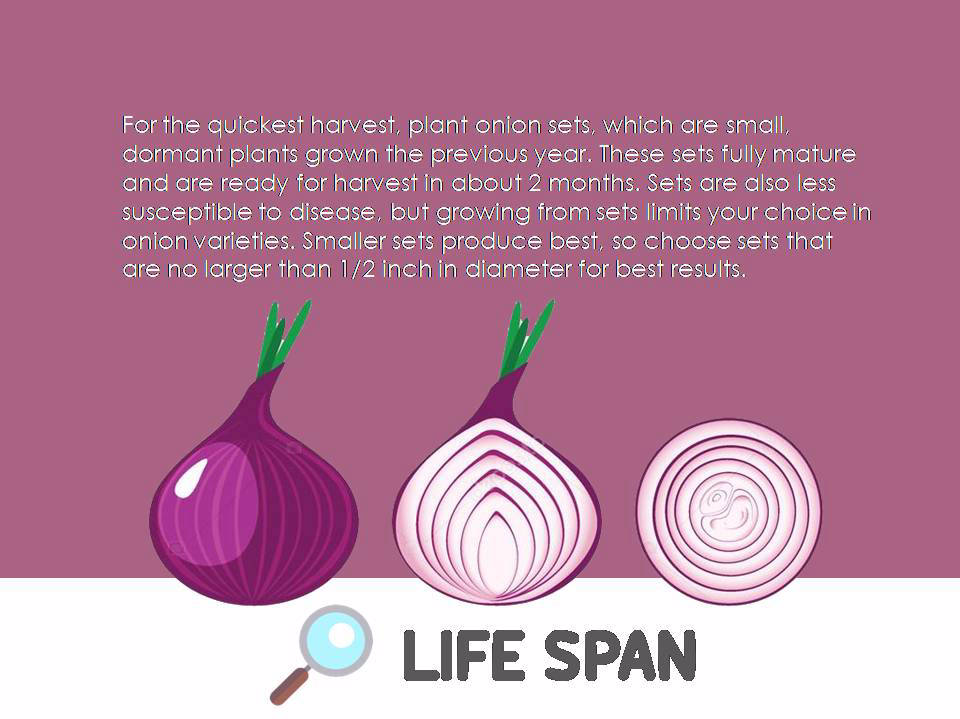 For the quickest harvest, plant onion sets, which are small,
dormant plants grown the previous year. These sets fully mature
and are ready for harvest in about 2 months. Sets are also less
susceptible to disease, but growing from sets limits your choice in
onion varieties. Smaller sets produce best, so choose sets that
are no larger than 1/2 inch in diameter for best results.
LIFE SPAN